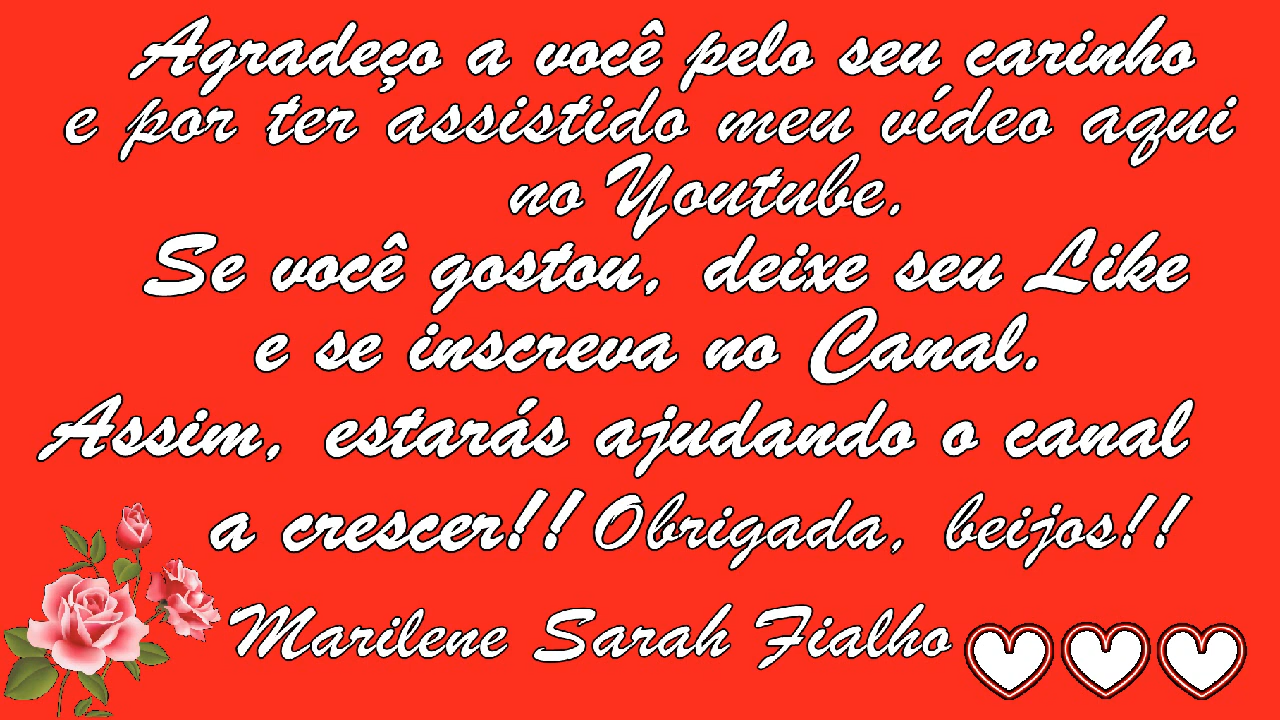 Agradeço a você pelo seu carinho
e por ter assistido meu vídeo aqui
no Youtube.
Se você gostou, deixe seu Like
e se inscreva no Canal.
Assim, estarás ajudando o canal
a crescer!! Obrigada, beijos!!
Marilene Sarah Fialho